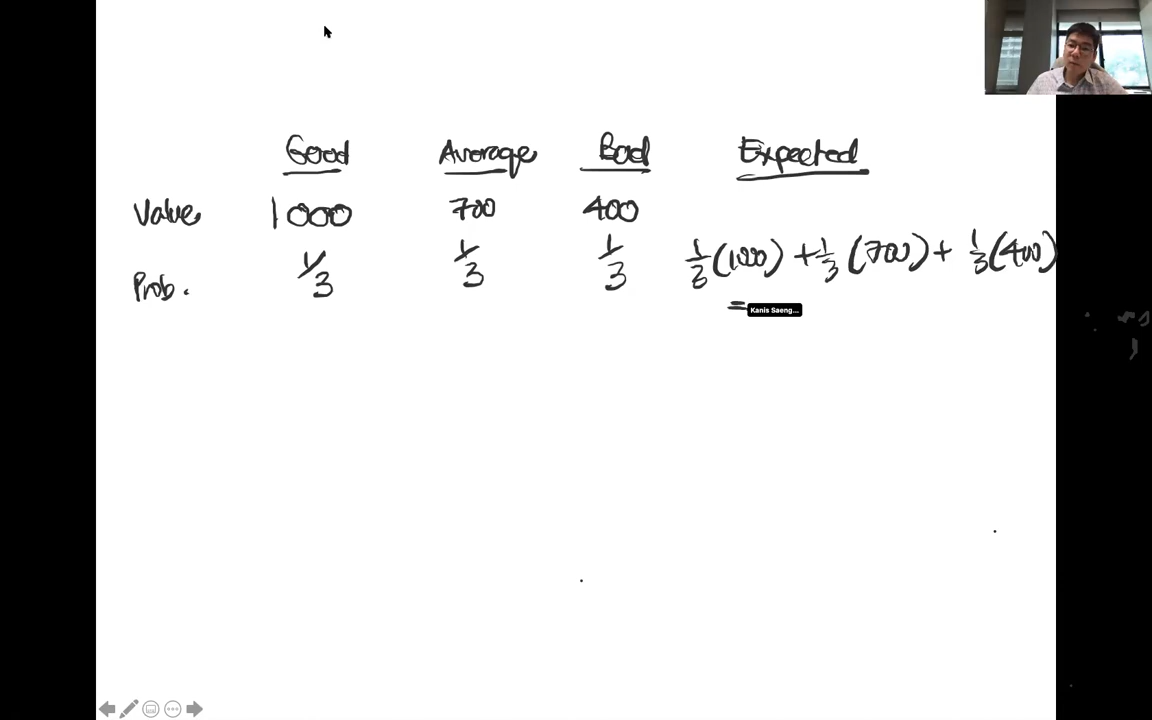 Good Average Bad Expected
Value 1000 700 400
Prob. 1/3 1/3 1/3 1/3(1000) + 1/3(700) + 1/3(400)
=
Kanis Saeng...